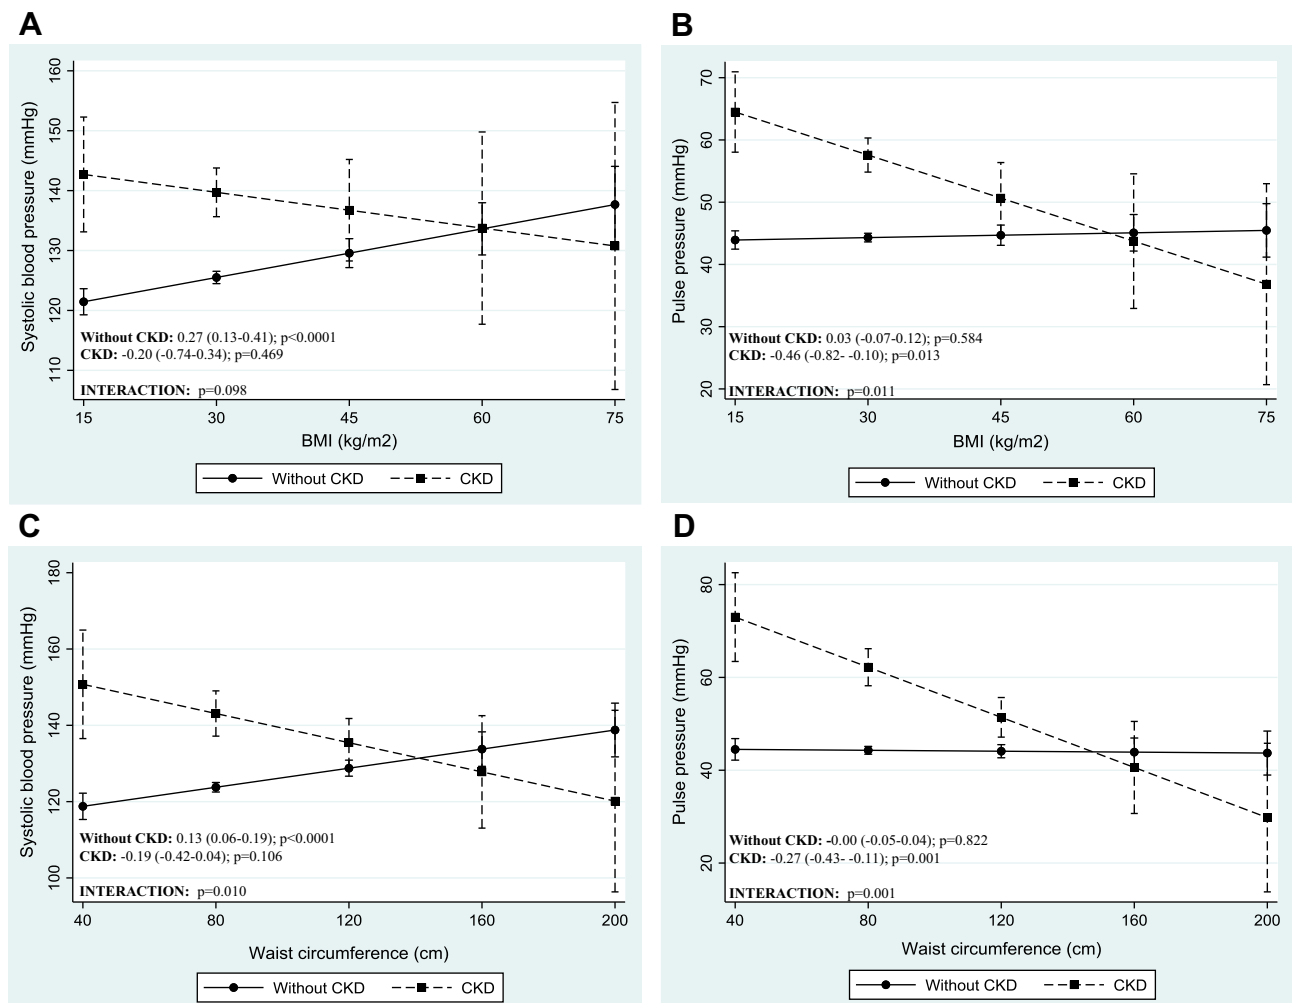 A
Systolic blood pressure (mmHg)
160
150
140
130
120
110
Without CKD: 0.27 (0.13-0.41); p<0.0001
CKD: -0.20 (-0.74-0.34); p=0.469
INTERACTION: p=0.098
15 30 45 60 75
BMI (kg/m2)
Without CKD CKD
B
Pulse pressure (mmHg)
70
60
50
40
30
20
Without CKD: 0.03 (-0.07-0.12); p=0.584
CKD: -0.46 (-0.82- -0.10); p=0.013
INTERACTION: p=0.011
15 30 45 60 75
BMI (kg/m2)
Without CKD CKD
C
Systolic blood pressure (mmHg)
180
160
140
120
100
Without CKD: 0.13 (0.06-0.19); p<0.0001
CKD: -0.19 (-0.42-0.04); p=0.106
INTERACTION: p=0.010
40 80 120 160 200
Waist circumference (cm)
Without CKD CKD
D
Pulse pressure (mmHg)
80
60
40
20
Without CKD: -0.00 (-0.05-0.04); p=0.822
CKD: -0.27 (-0.43- -0.11); p=0.001
INTERACTION: p=0.001
40 80 120 160 200
Waist circumference (cm)
Without CKD CKD